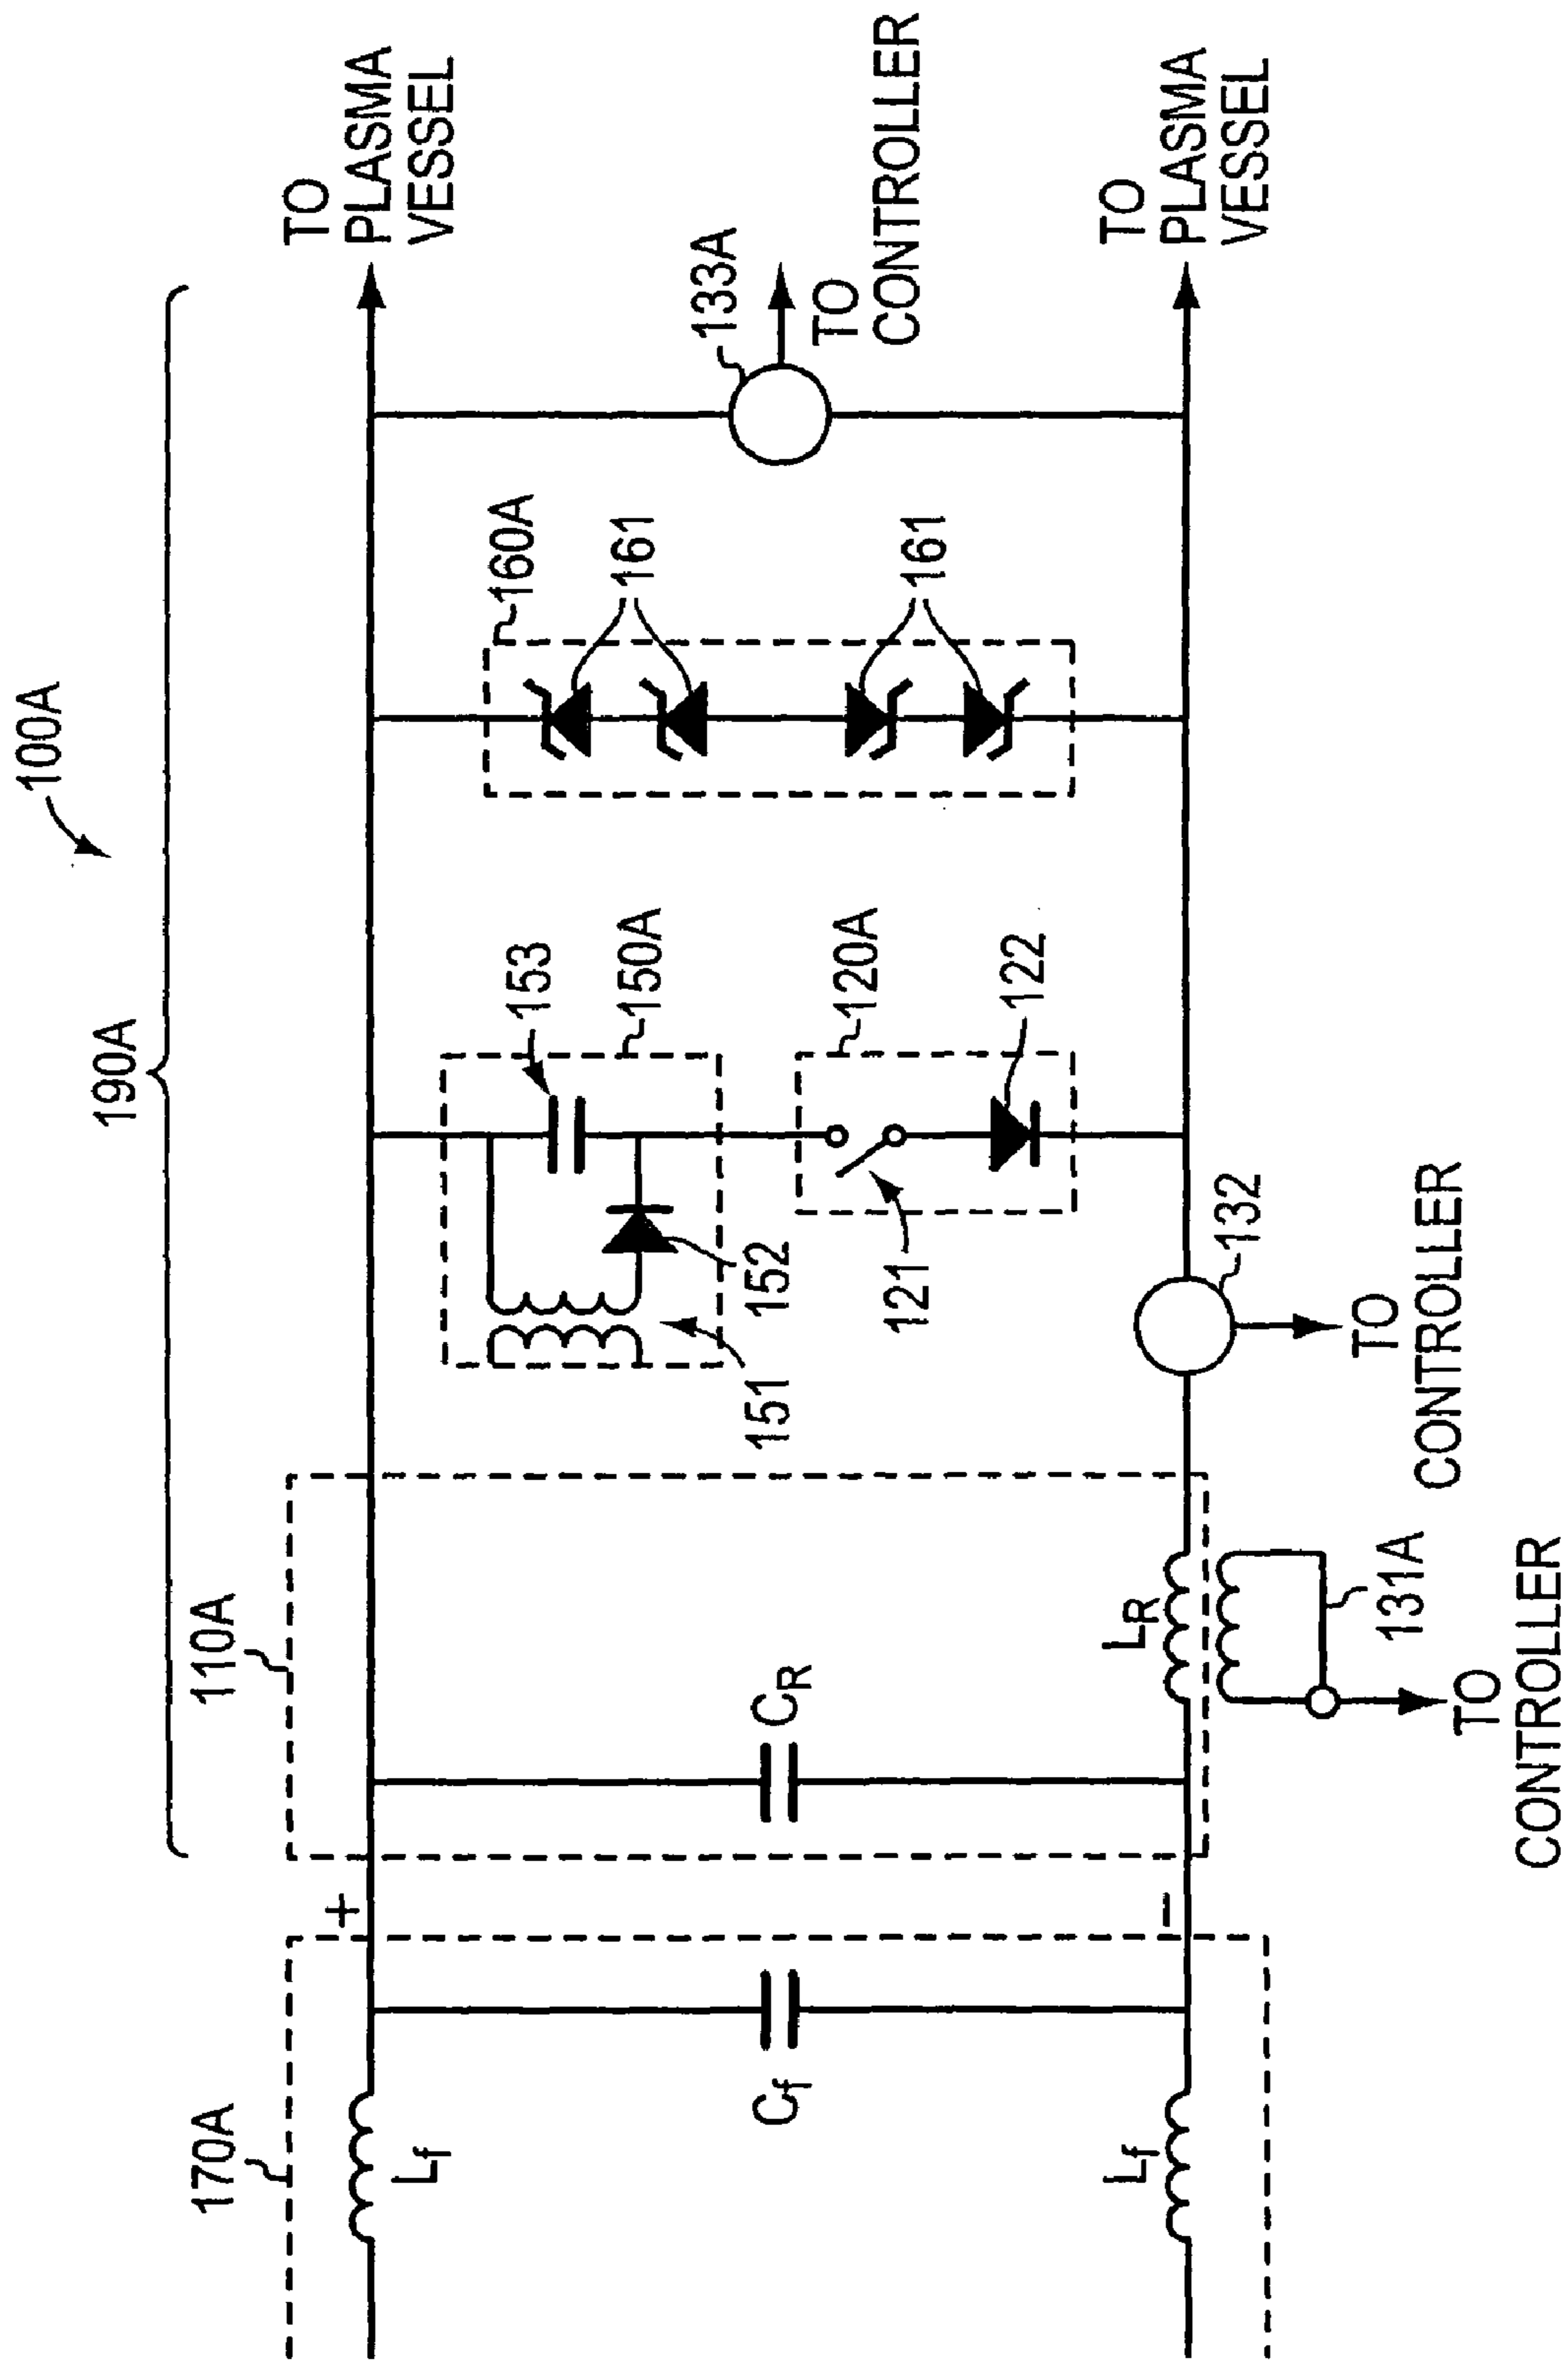 100A
190A
TO
PLASMA
VESSEL
133A
TO
CONTROLLER
TO
PLASMA
VESSEL
160A
161
161
153
150A
120A
122
121
152
151
132
TO
CONTROLLER
110A
CR
LR
131A
TO
CONTROLLER
+
−
170A
Lf
Cf
Lf